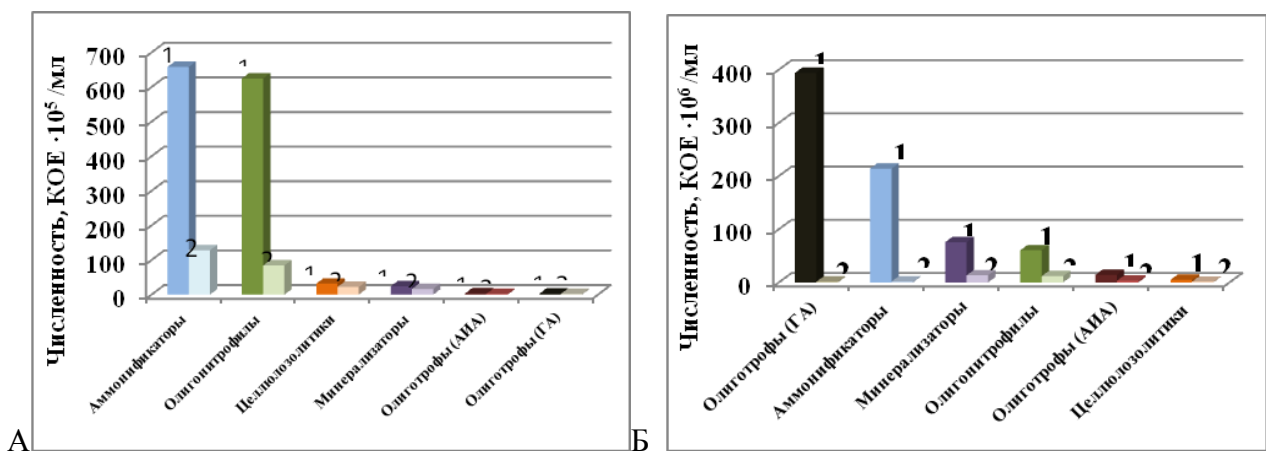 Численность, КОЕ ·10⁵ /мл
700
600
500
400
300
200
100
0
1 1
2 2
1 2 1 2 1 2 1 2
Аммонификаторы
Олигонитрофилы
Целлюлозолитики
Минерализаторы
Олиготрофы (АИА)
Олиготрофы (ГА)
А
Численность, КОЕ ·10⁶ /мл
400
300
200
100
0
1
1
1 1 1 1
2 2 2 2 2 2
Олиготрофы (ГА)
Аммонификаторы
Минерализаторы
Олигонитрофилы
Олиготрофы (АИА)
Целлюлозолитики
Б